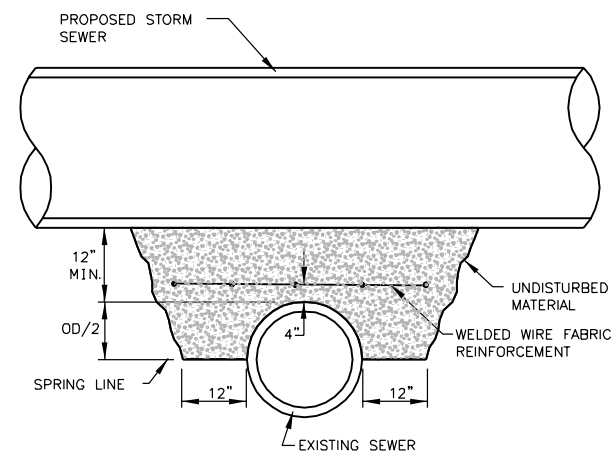 PROPOSED STORM
SEWER
12"
MIN.
OD/2
4"
UNDISTURBED
MATERIAL
WELDED WIRE FABRIC
REINFORCEMENT
SPRING LINE
12"
12"
EXISTING SEWER